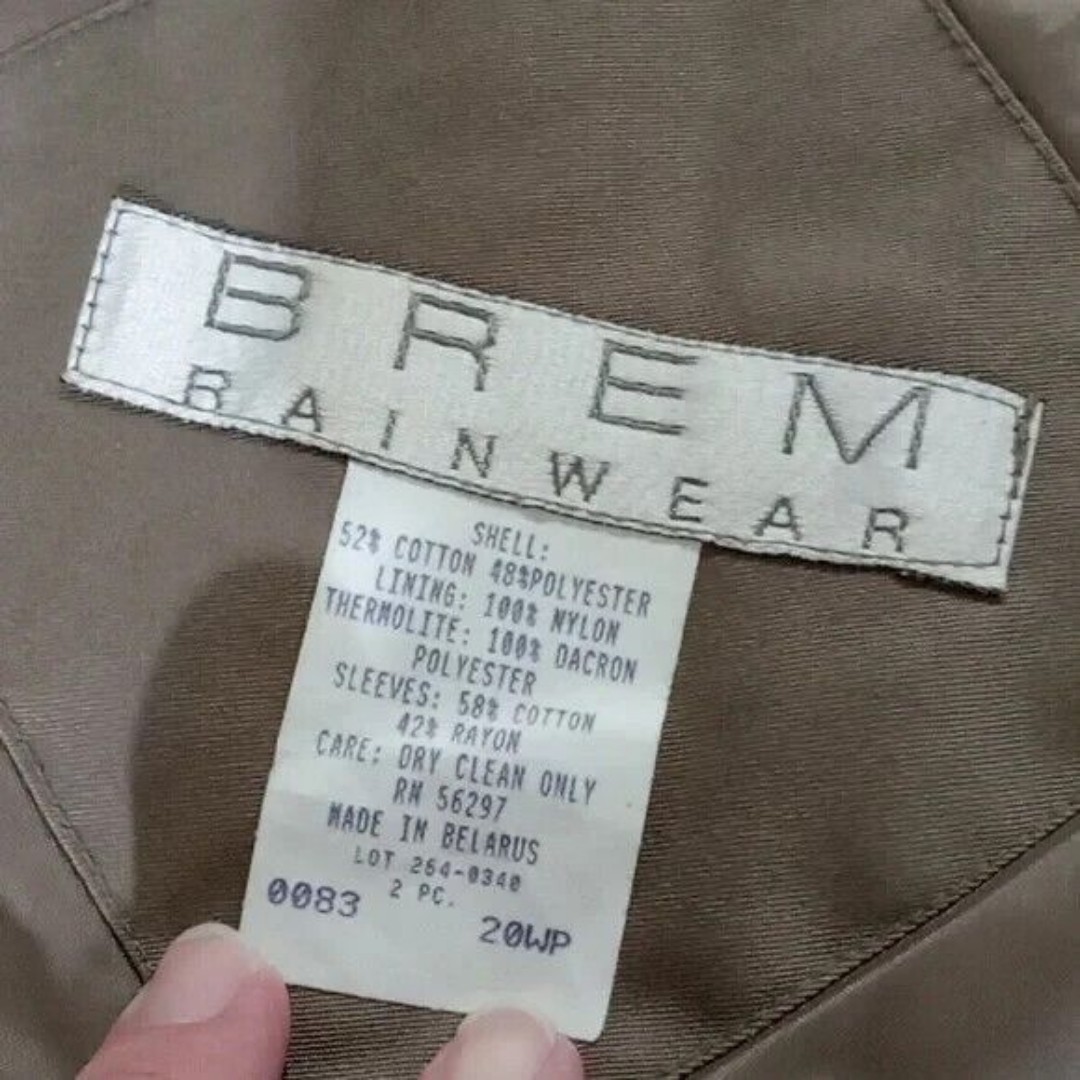 BREM
RAINWEAR
SHELL:
52% COTTON 48%POLYESTER
LINING: 100% NYLON
THERMOLITE: 100% DACRON
POLYESTER
SLEEVES: 58% COTTON
42% RAYON
CARE: DRY CLEAN ONLY
RN 56297
MADE IN BELARUS
LOT 264-0340
2 PC.
0083 20WP